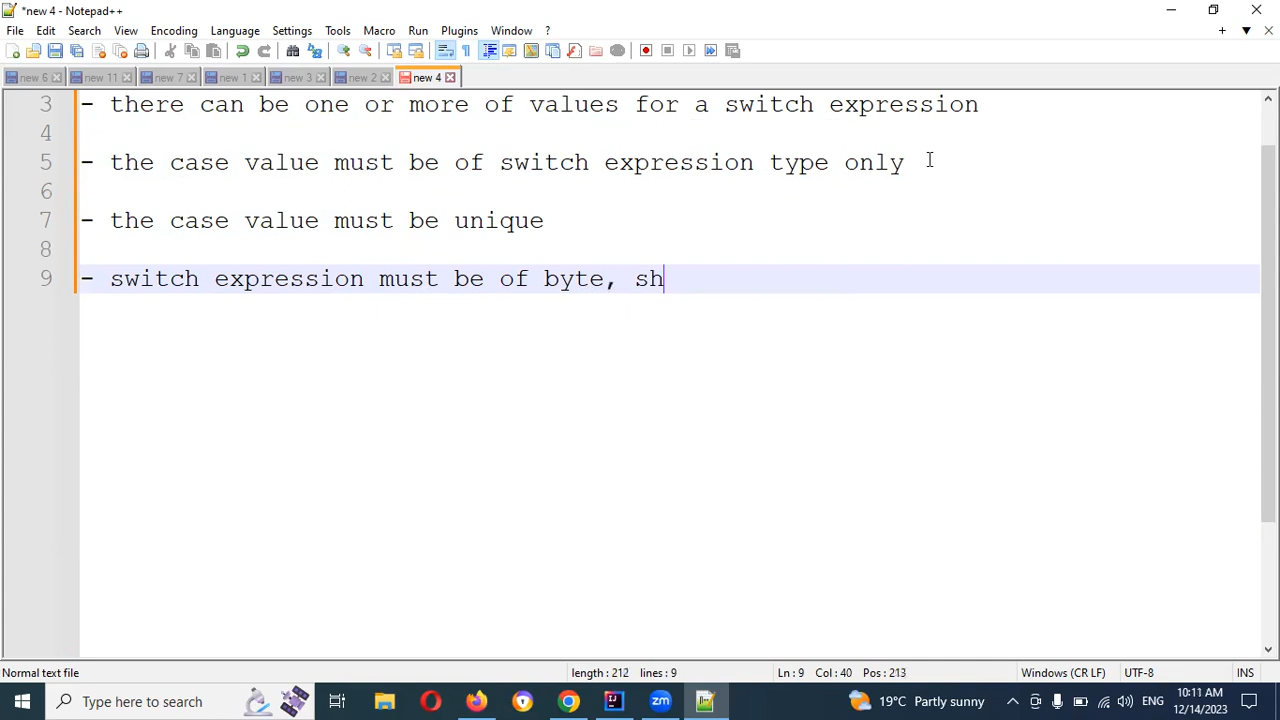 *new 4 - Notepad++
File Edit Search View Encoding Language Settings Tools Macro Run Plugins Window ?
new 6 new 11 new 7 new 1 new 3 new 2 new 4
3 - there can be one or more of values for a switch expression
4
5 - the case value must be of switch expression type only
6
7 - the case value must be unique
8
9 - switch expression must be of byte, sh
Normal text file length : 212 lines : 9 Ln : 9 Col : 40 Pos : 213 Windows (CR LF) UTF-8 INS
Type here to search 19°C Partly sunny ENG 10:11 AM
12/14/2023